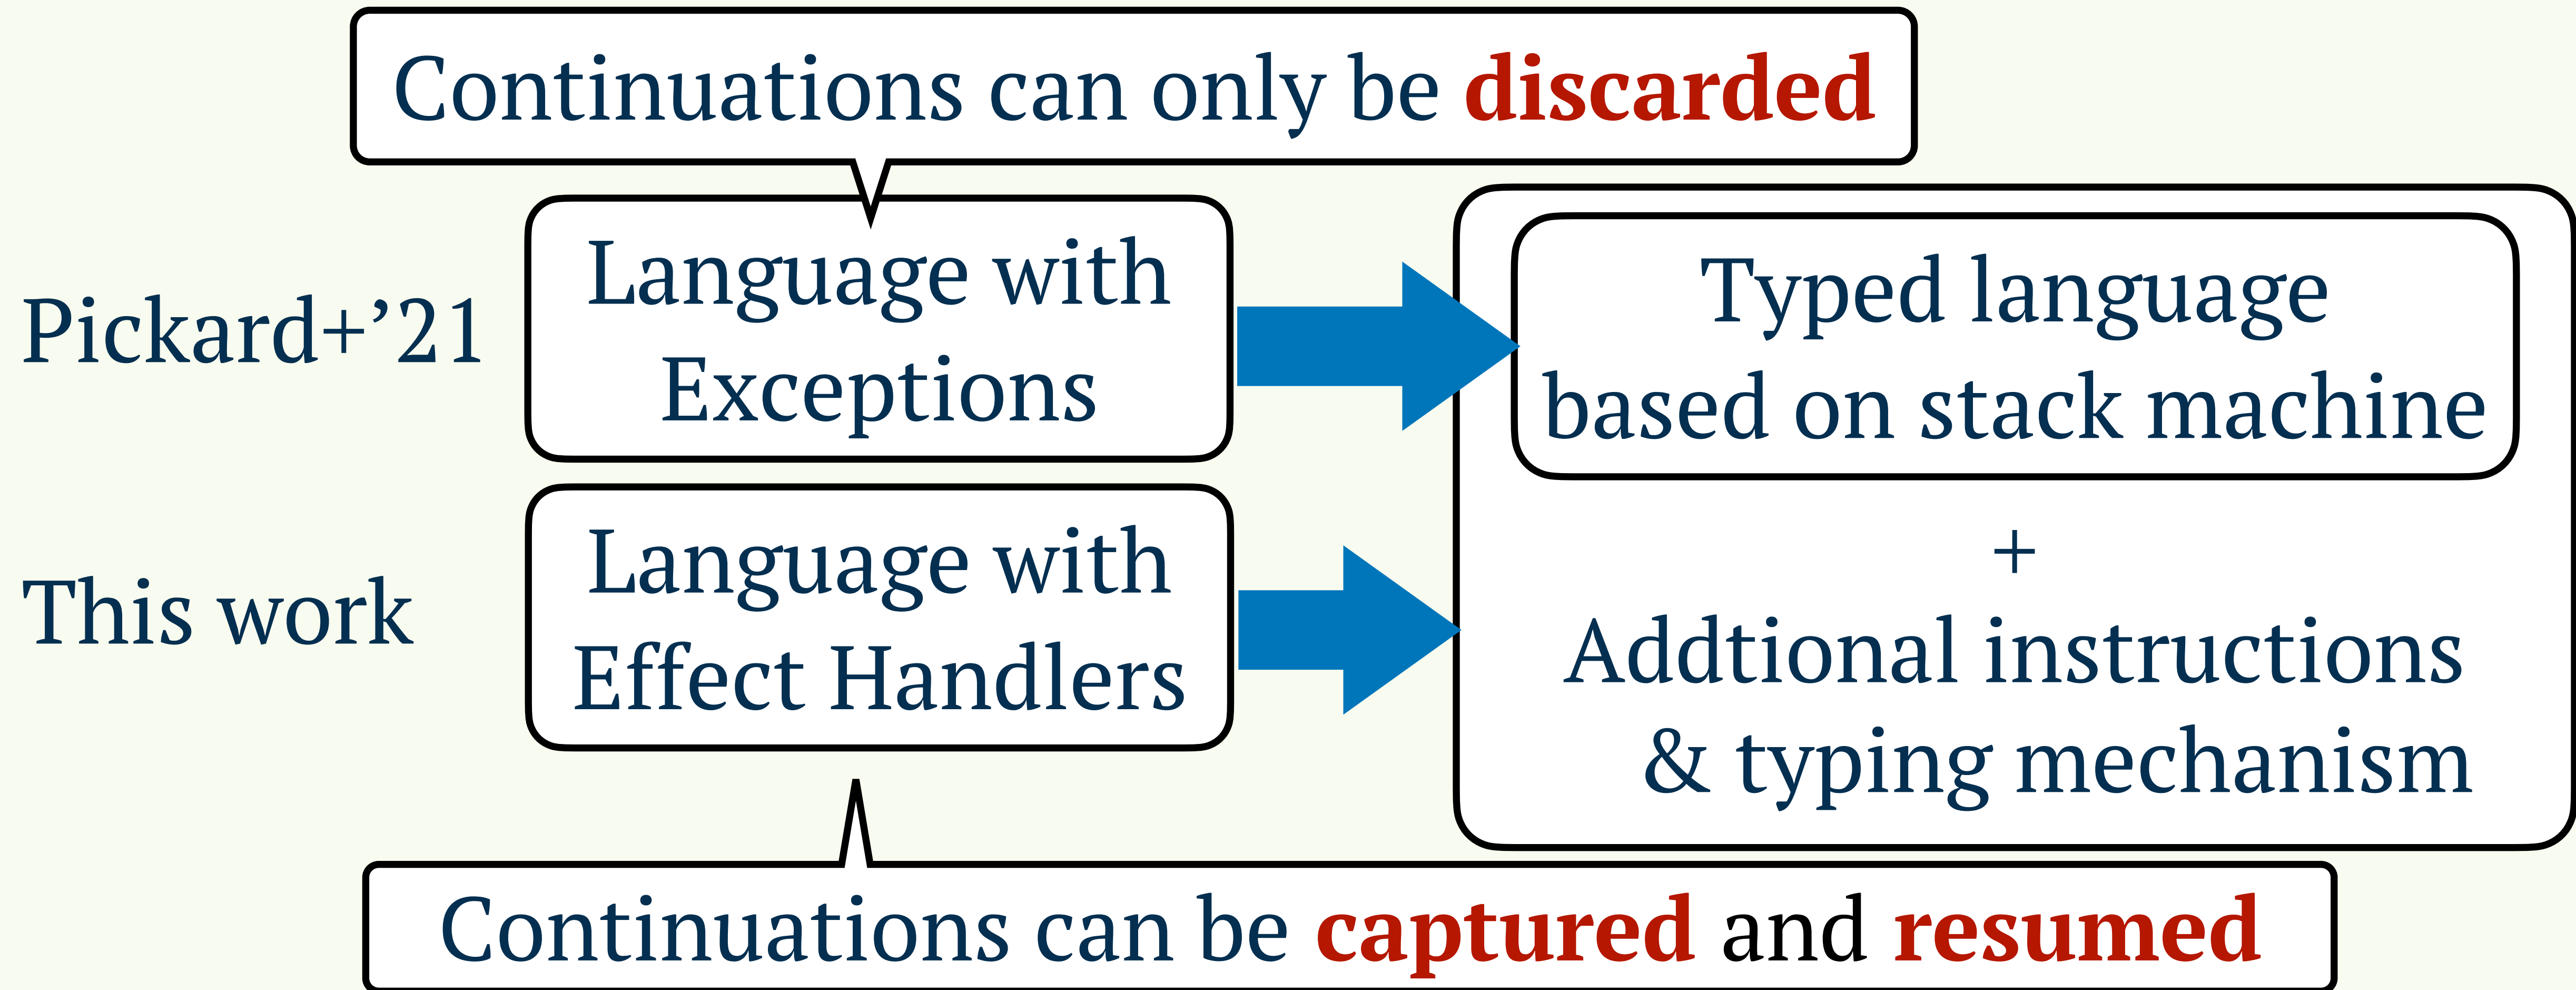 Continuations can only be discarded
Pickard+’21
Language with
Exceptions
Typed language
based on stack machine
This work
Language with
Effect Handlers
+
Addtional instructions
& typing mechanism
Continuations can be captured and resumed